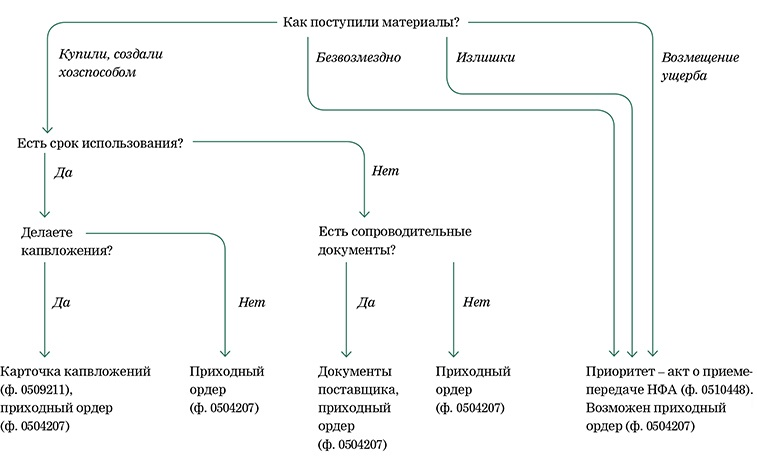 Как поступили материалы?
Купили, создали
хозспособом
Безвозмездно
Излишки
Возмещение
ущерба
Есть срок использования?
Да
Нет
Делаете
капвложения?
Есть сопроводительные
документы?
Да
Нет
Да
Нет
Карточка капвложений
(ф. 0509211),
приходный ордер
(ф. 0504207)
Приходный
ордер
(ф. 0504207)
Документы
поставщика,
приходный
ордер
(ф. 0504207)
Приходный
ордер
(ф. 0504207)
Приоритет – акт о приеме-
передаче НФА (ф. 0510448).
Возможен приходный
ордер (ф. 0504207)